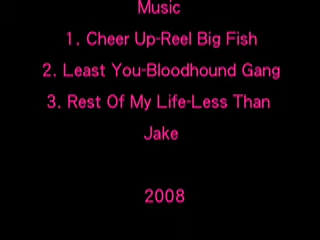 Music
1. Cheer Up-Reel Big Fish
2. Least You-Bloodhound Gang
3. Rest Of My Life-Less Than
Jake
2008